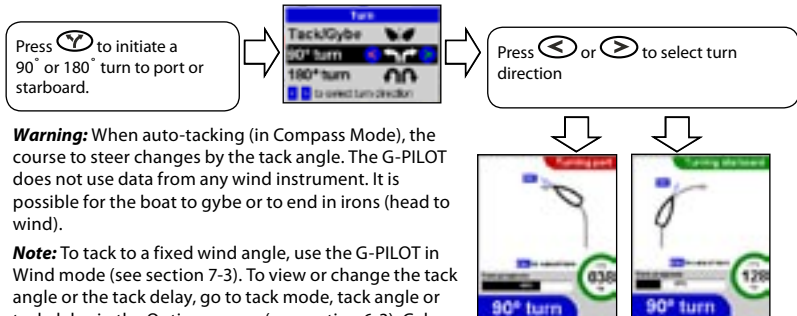 Press to initiate a
90° or 180° turn to port or
starboard.
Turn
Tack/Gybe
90° turn
180° turn
to select turn direction
Press < or > to select turn
direction
Warning: When auto-tacking (in Compass Mode), the
course to steer changes by the tack angle. The G-PILOT
does not use data from any wind instrument. It is
possible for the boat to gybe or to end in irons (head to
wind).
Note: To tack to a fixed wind angle, use the G-PILOT in
Wind mode (see section 7-3). To view or change the tack
angle or the tack delay, go to tack mode, tack angle or
Turning port
038
90° turn
Turning starboard
128
90° turn